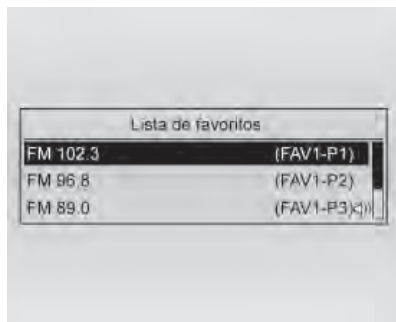 Lista de favoritos
FM 102.3 (FAV1-P1)
FM 96.8 (FAV1-P2)
FM 89.0 (FAV1-P3)